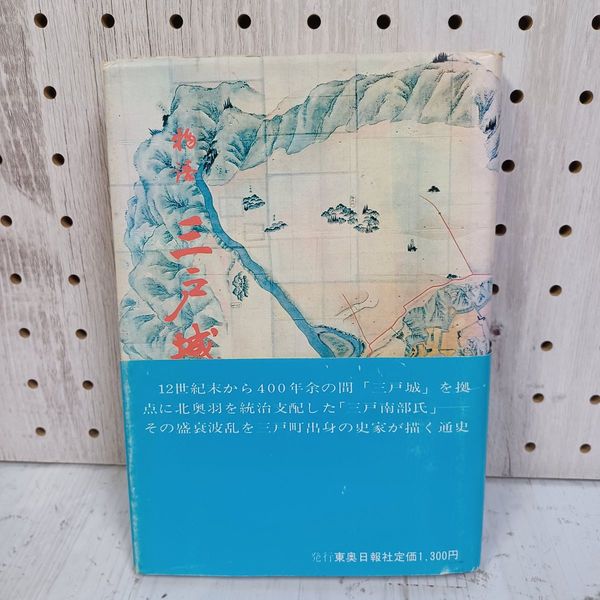 物語
三戸城
12世紀末から400年余の間「三戸城」を拠
点に北奥羽を統治支配した「三戸南部氏」──
その盛衰波乱を三戸町出身の史家が描く通史
発行東奥日報社定価1,300円